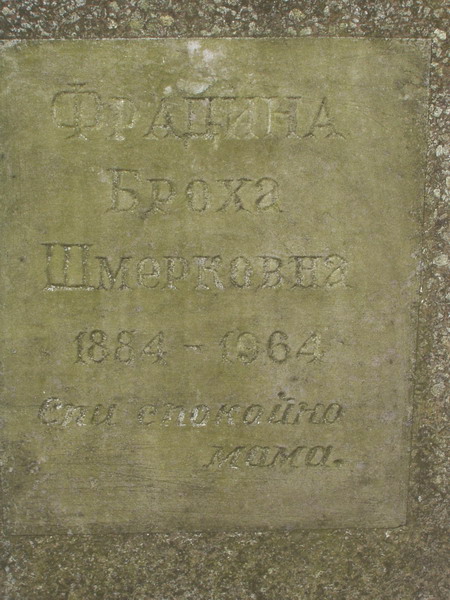 ФРАДИНА
Броха
Шмерковна
1884 - 1964
Спи спокойно
мама.